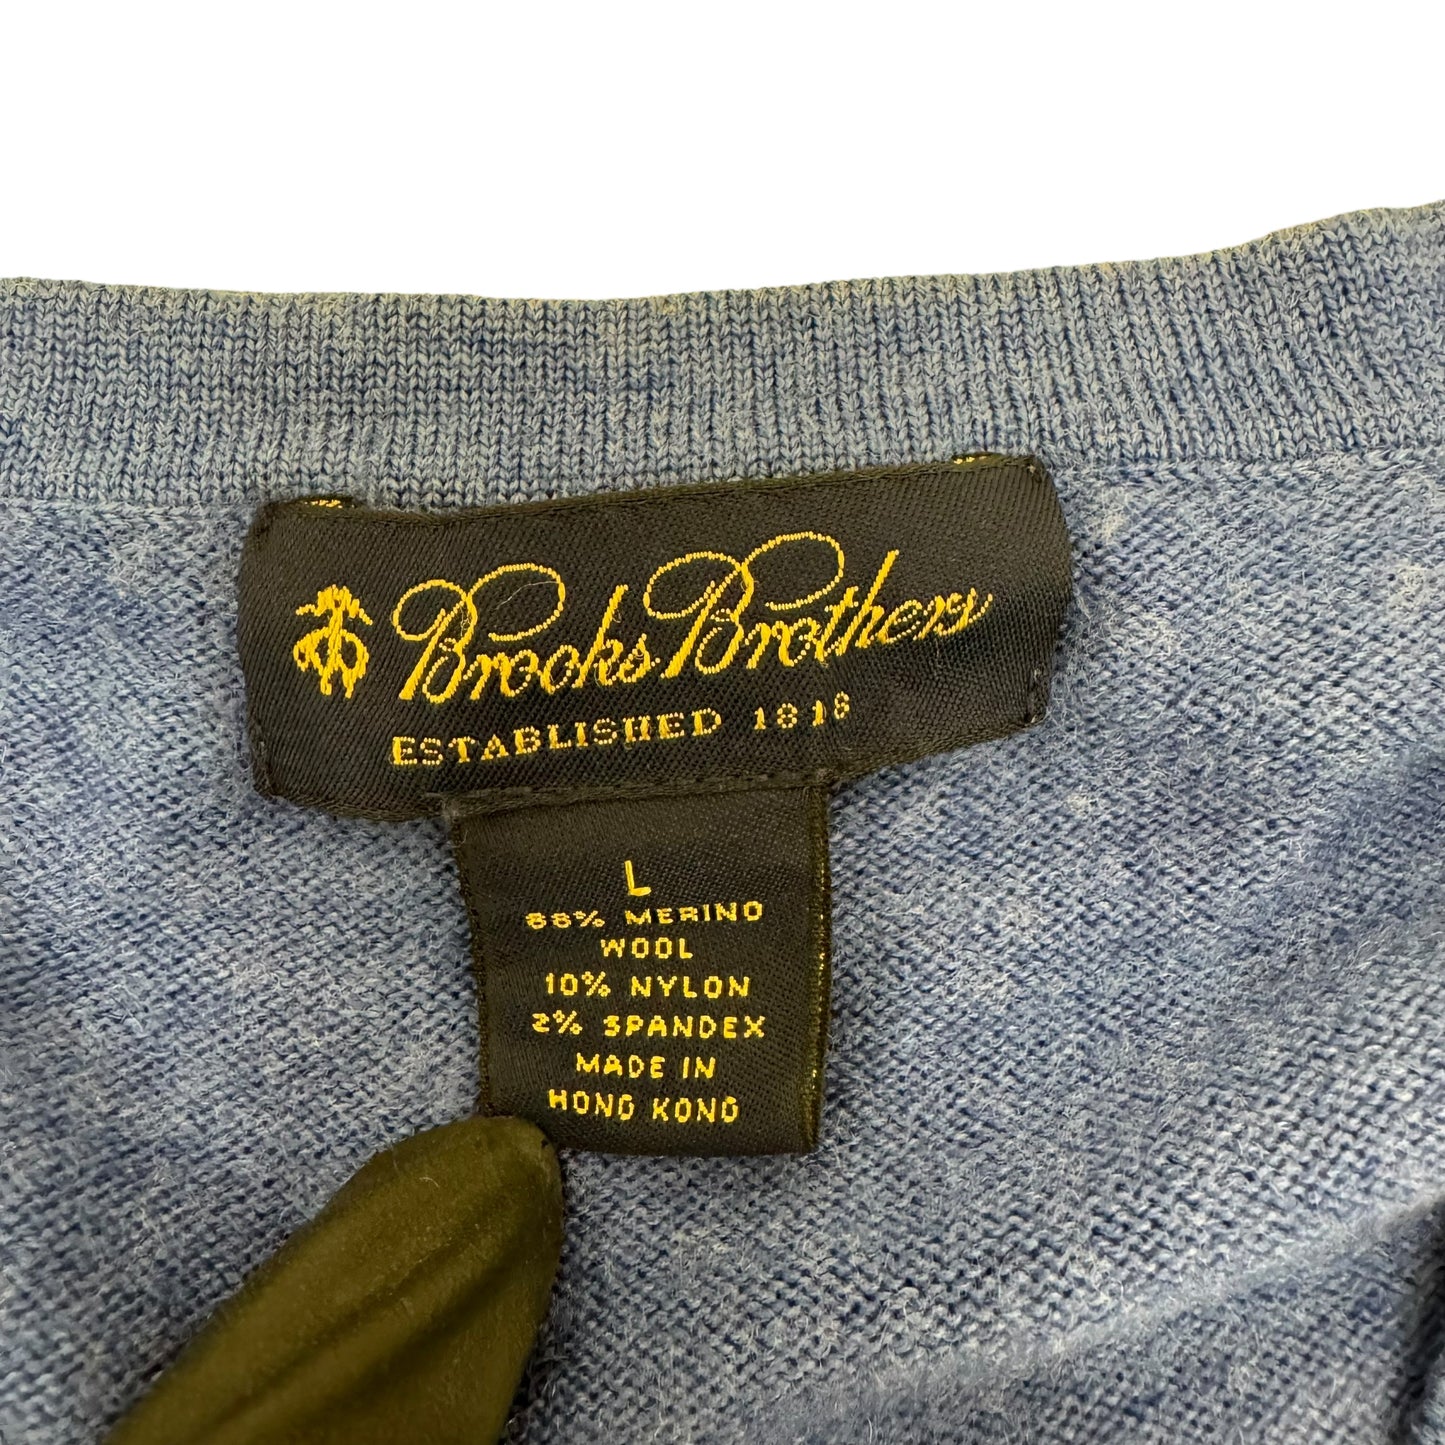 Brooks Brothers
ESTABLISHED 1818
L
88% MERINO
WOOL
10% NYLON
2% SPANDEX
MADE IN
HONG KONG